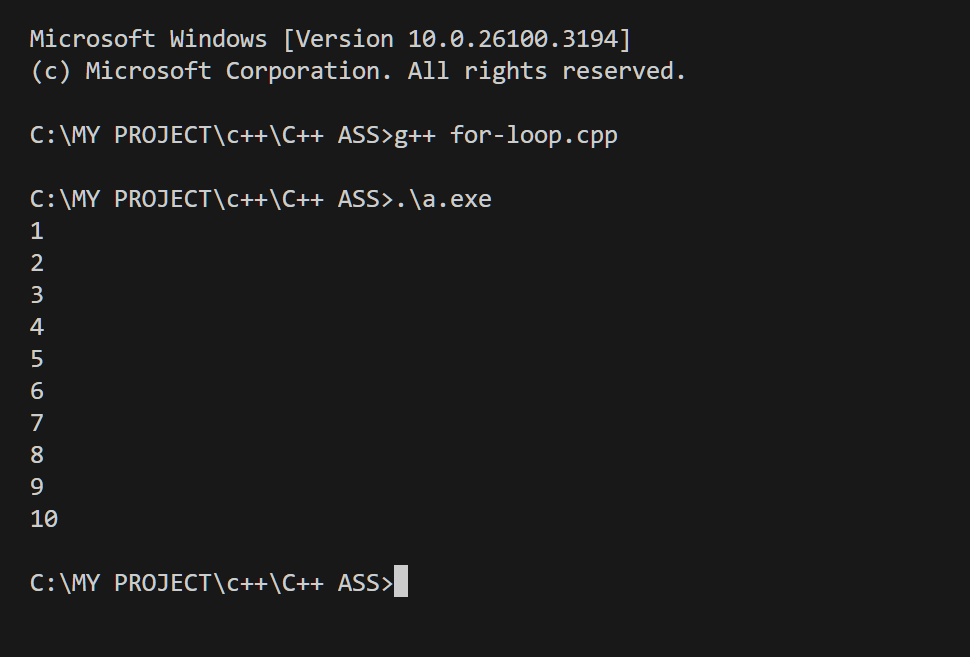 Microsoft Windows [Version 10.0.26100.3194]
(c) Microsoft Corporation. All rights reserved.
C:\MY PROJECT\c++\C++ ASS>g++ for-loop.cpp
C:\MY PROJECT\c++\C++ ASS>.\a.exe
1
2
3
4
5
6
7
8
9
10
C:\MY PROJECT\c++\C++ ASS>